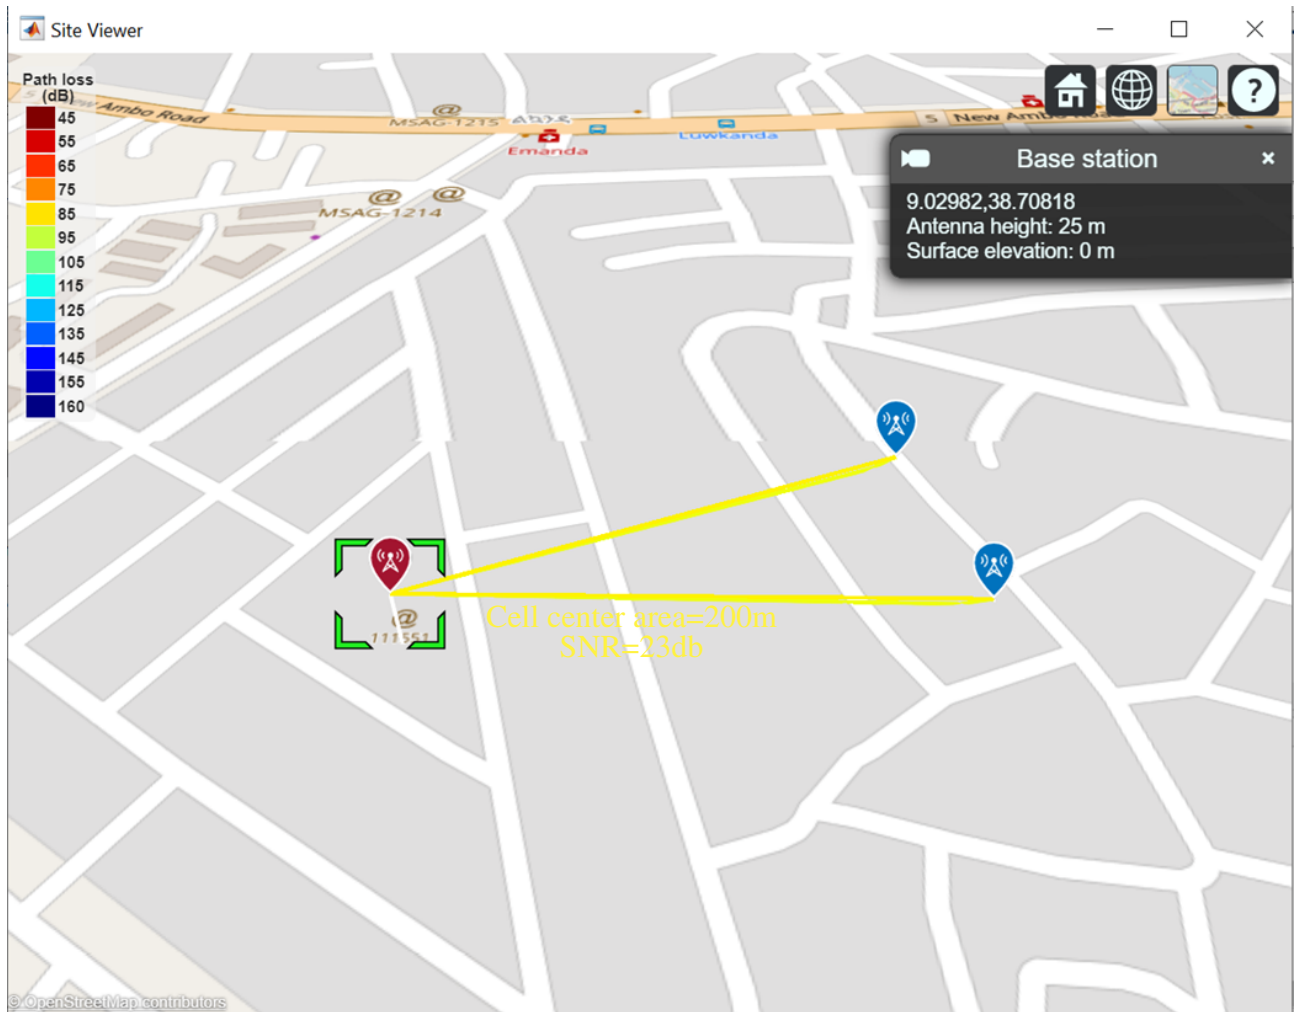 Site Viewer
Path loss
(dB)
45
55
65
75
85
95
105
115
125
135
145
155
160
New Ambo Road
MSAG-1215
Emanda
Luwkanda
S
New Ambo Road
MSAG-1214
?
Base station
9.02982,38.70818
Antenna height: 25 m
Surface elevation: 0 m
111551
Cell center area=200m
SNR=23db
© OpenStreetMap contributors